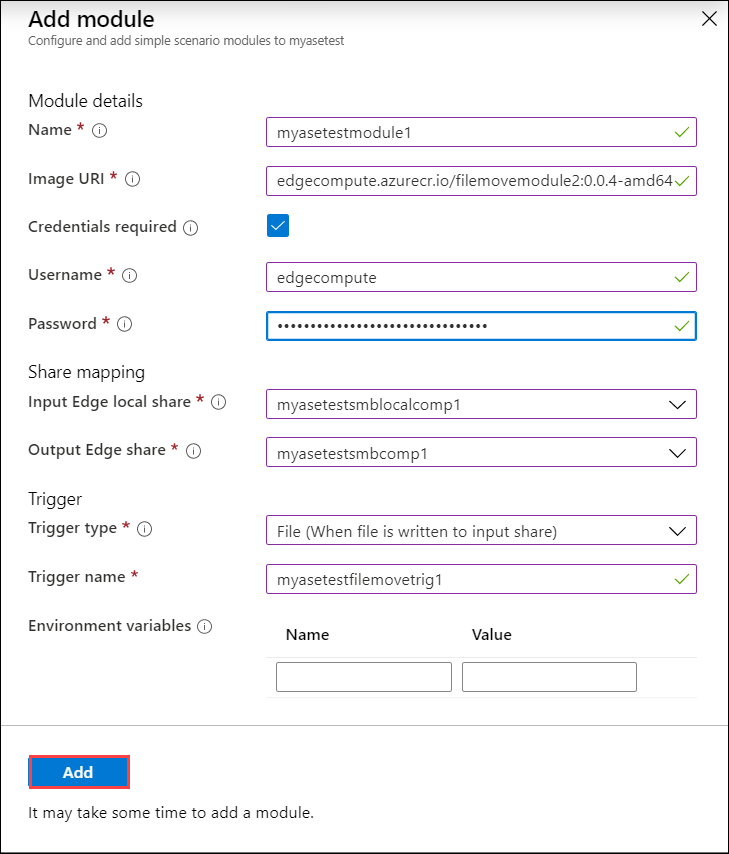 Add module
Configure and add simple scenario modules to myasetest
Module details
Name *
myasetestmodule1
Image URI *
edgecompute.azurecr.io/filemovemodule2:0.0.4-amd64
Credentials required
Username *
edgecompute
Password *
••••••••••••••••••••••••••••••••
Share mapping
Input Edge local share *
myasetestsmblocalcomp1
Output Edge share *
myasetestsmbcomp1
Trigger
Trigger type *
File (When file is written to input share)
Trigger name *
myasetestfilemovetrig1
Environment variables
Name Value
Add
It may take some time to add a module.